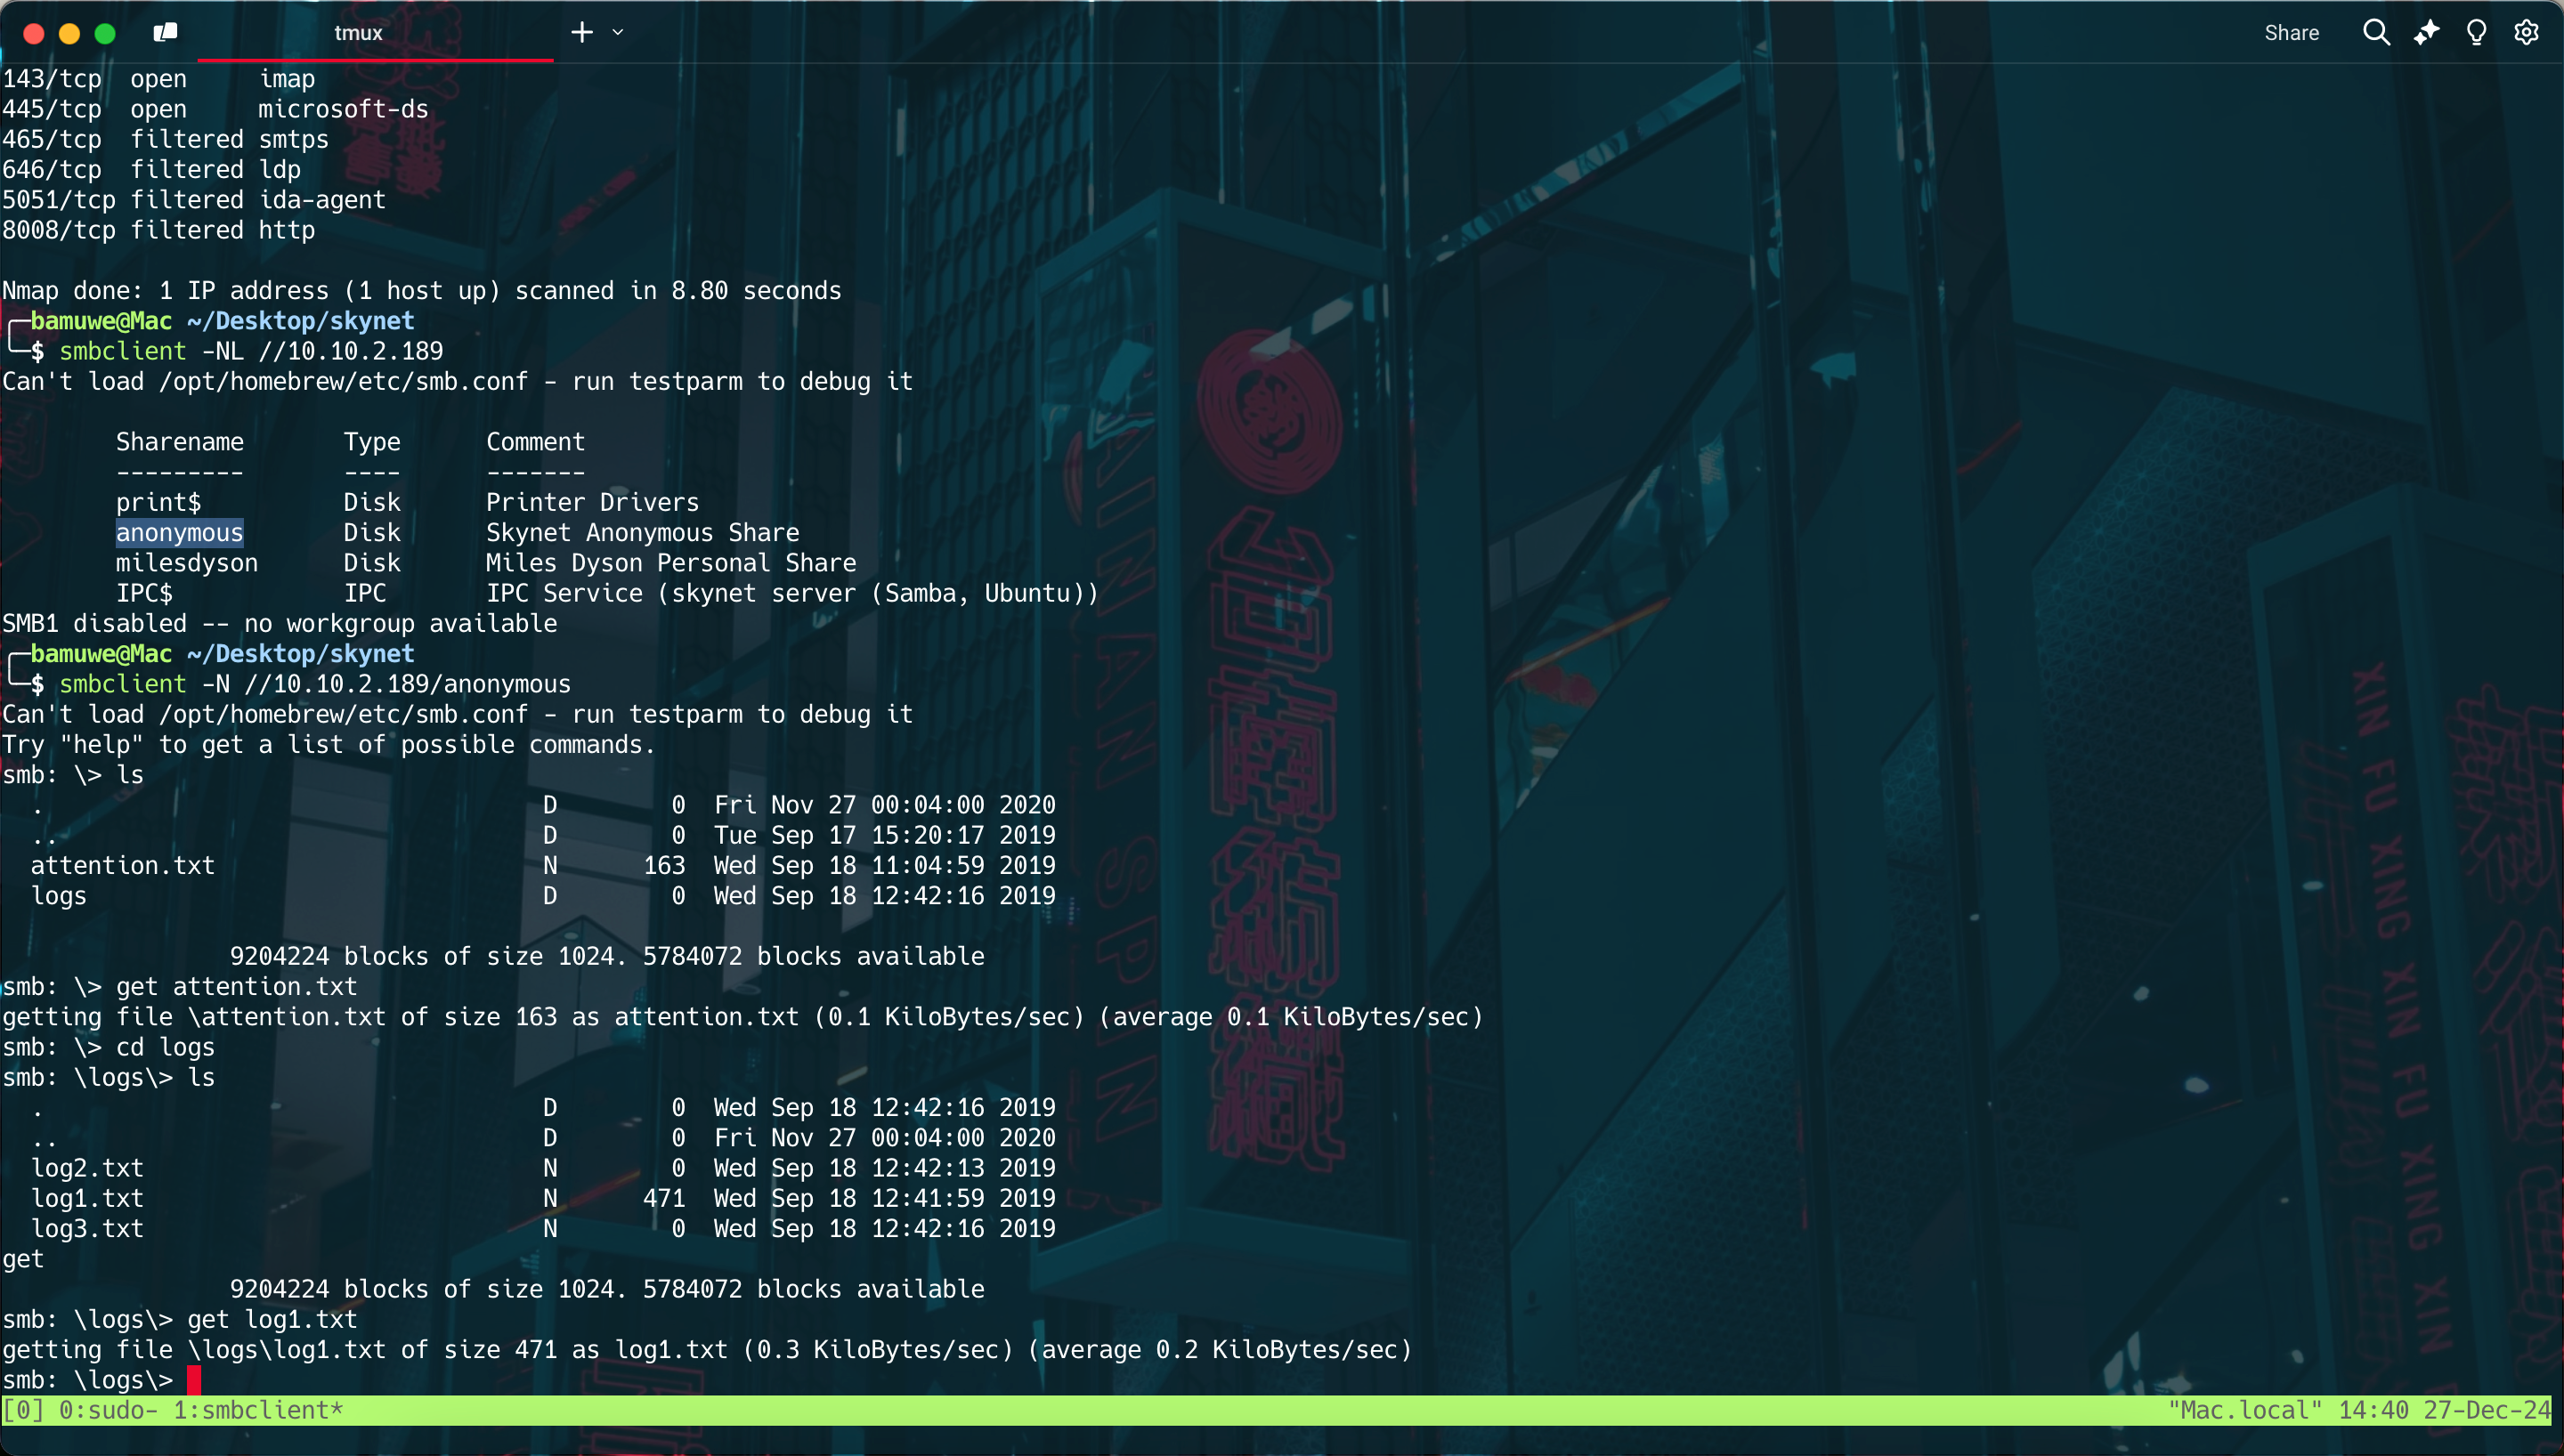 tmux
Share
143/tcp  open     imap
445/tcp  open     microsoft-ds
465/tcp  filtered smtps
646/tcp  filtered ldp
5051/tcp filtered ida-agent
8008/tcp filtered http
Nmap done: 1 IP address (1 host up) scanned in 8.80 seconds
bamuwe@Mac ~/Desktop/skynet
$ smbclient -NL //10.10.2.189
Can't load /opt/homebrew/etc/smb.conf - run testparm to debug it
Sharename       Type      Comment
---------       ----      -------
print$          Disk      Printer Drivers
anonymous       Disk      Skynet Anonymous Share
milesdyson      Disk      Miles Dyson Personal Share
IPC$            IPC       IPC Service (skynet server (Samba, Ubuntu))
SMB1 disabled -- no workgroup available
bamuwe@Mac ~/Desktop/skynet
$ smbclient -N //10.10.2.189/anonymous
Can't load /opt/homebrew/etc/smb.conf - run testparm to debug it
Try "help" to get a list of possible commands.
smb: \> ls
.                                   D        0  Fri Nov 27 00:04:00 2020
..                                  D        0  Tue Sep 17 15:20:17 2019
attention.txt                       N      163  Wed Sep 18 11:04:59 2019
logs                                D        0  Wed Sep 18 12:42:16 2019
9204224 blocks of size 1024. 5784072 blocks available
smb: \> get attention.txt
getting file \attention.txt of size 163 as attention.txt (0.1 KiloBytes/sec) (average 0.1 KiloBytes/sec)
smb: \> cd logs
smb: \logs\> ls
.                                   D        0  Wed Sep 18 12:42:16 2019
..                                  D        0  Fri Nov 27 00:04:00 2020
log2.txt                            N        0  Wed Sep 18 12:42:13 2019
log1.txt                            N      471  Wed Sep 18 12:41:59 2019
log3.txt                            N        0  Wed Sep 18 12:42:16 2019
get
9204224 blocks of size 1024. 5784072 blocks available
smb: \logs\> get log1.txt
getting file \logs\log1.txt of size 471 as log1.txt (0.3 KiloBytes/sec) (average 0.2 KiloBytes/sec)
smb: \logs\>
[0] 0:sudo- 1:smbclient*
"Mac.local" 14:40 27-Dec-24
XIN FU XING XIN FU XING XIN